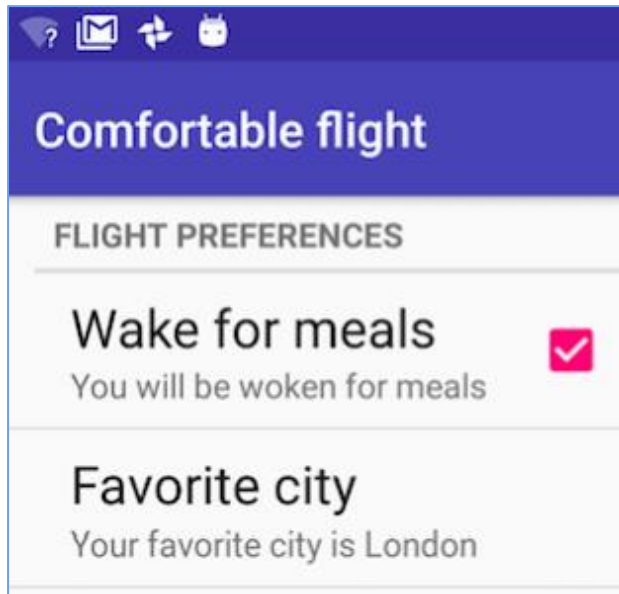 ?
Comfortable flight
FLIGHT PREFERENCES
Wake for meals
You will be woken for meals
Favorite city
Your favorite city is London